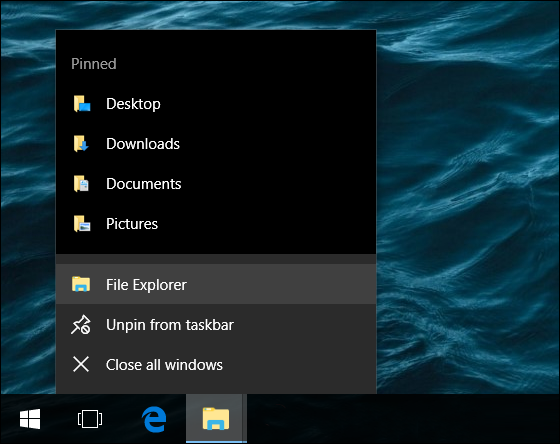 Pinned
Desktop
Downloads
Documents
Pictures
File Explorer
Unpin from taskbar
Close all windows